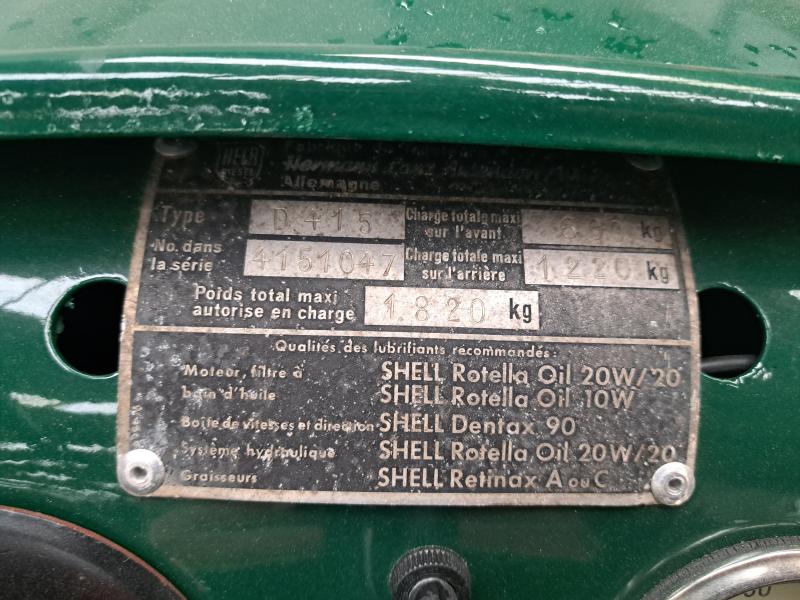 DIESEL
Allemagne
Type D.415 Charge totale maxi sur l'avant kg
No. dans la série 4151047 Charge totale maxi sur l'arrière 1220 kg
Poids total maxi autorise en charge 1.820 kg
Qualités des lubrifiants recommandés:
Moteur, filtre à SHELL Rotella Oil 20W/20
bain d'huile SHELL Rotella Oil 10W
Boîte de vitesses et direction SHELL Dentax 90
Système hydraulique SHELL Rotella Oil 20W/20
Graisseurs SHELL Retinax A ou C